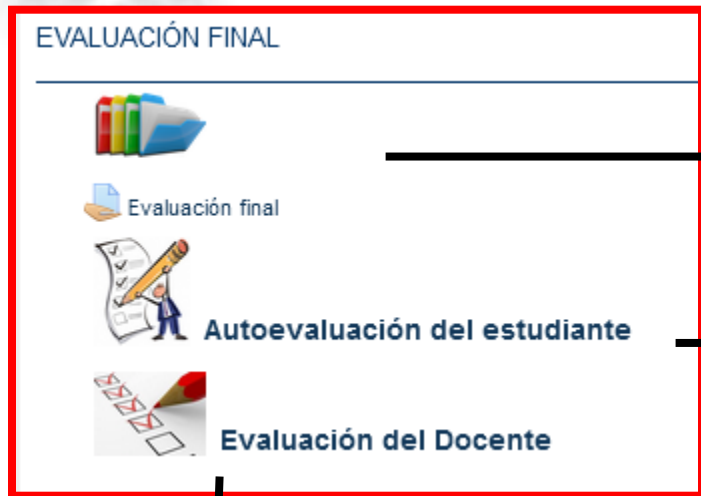 EVALUACIÓN FINAL
Evaluación final
Autoevaluación del estudiante
Evaluación del Docente